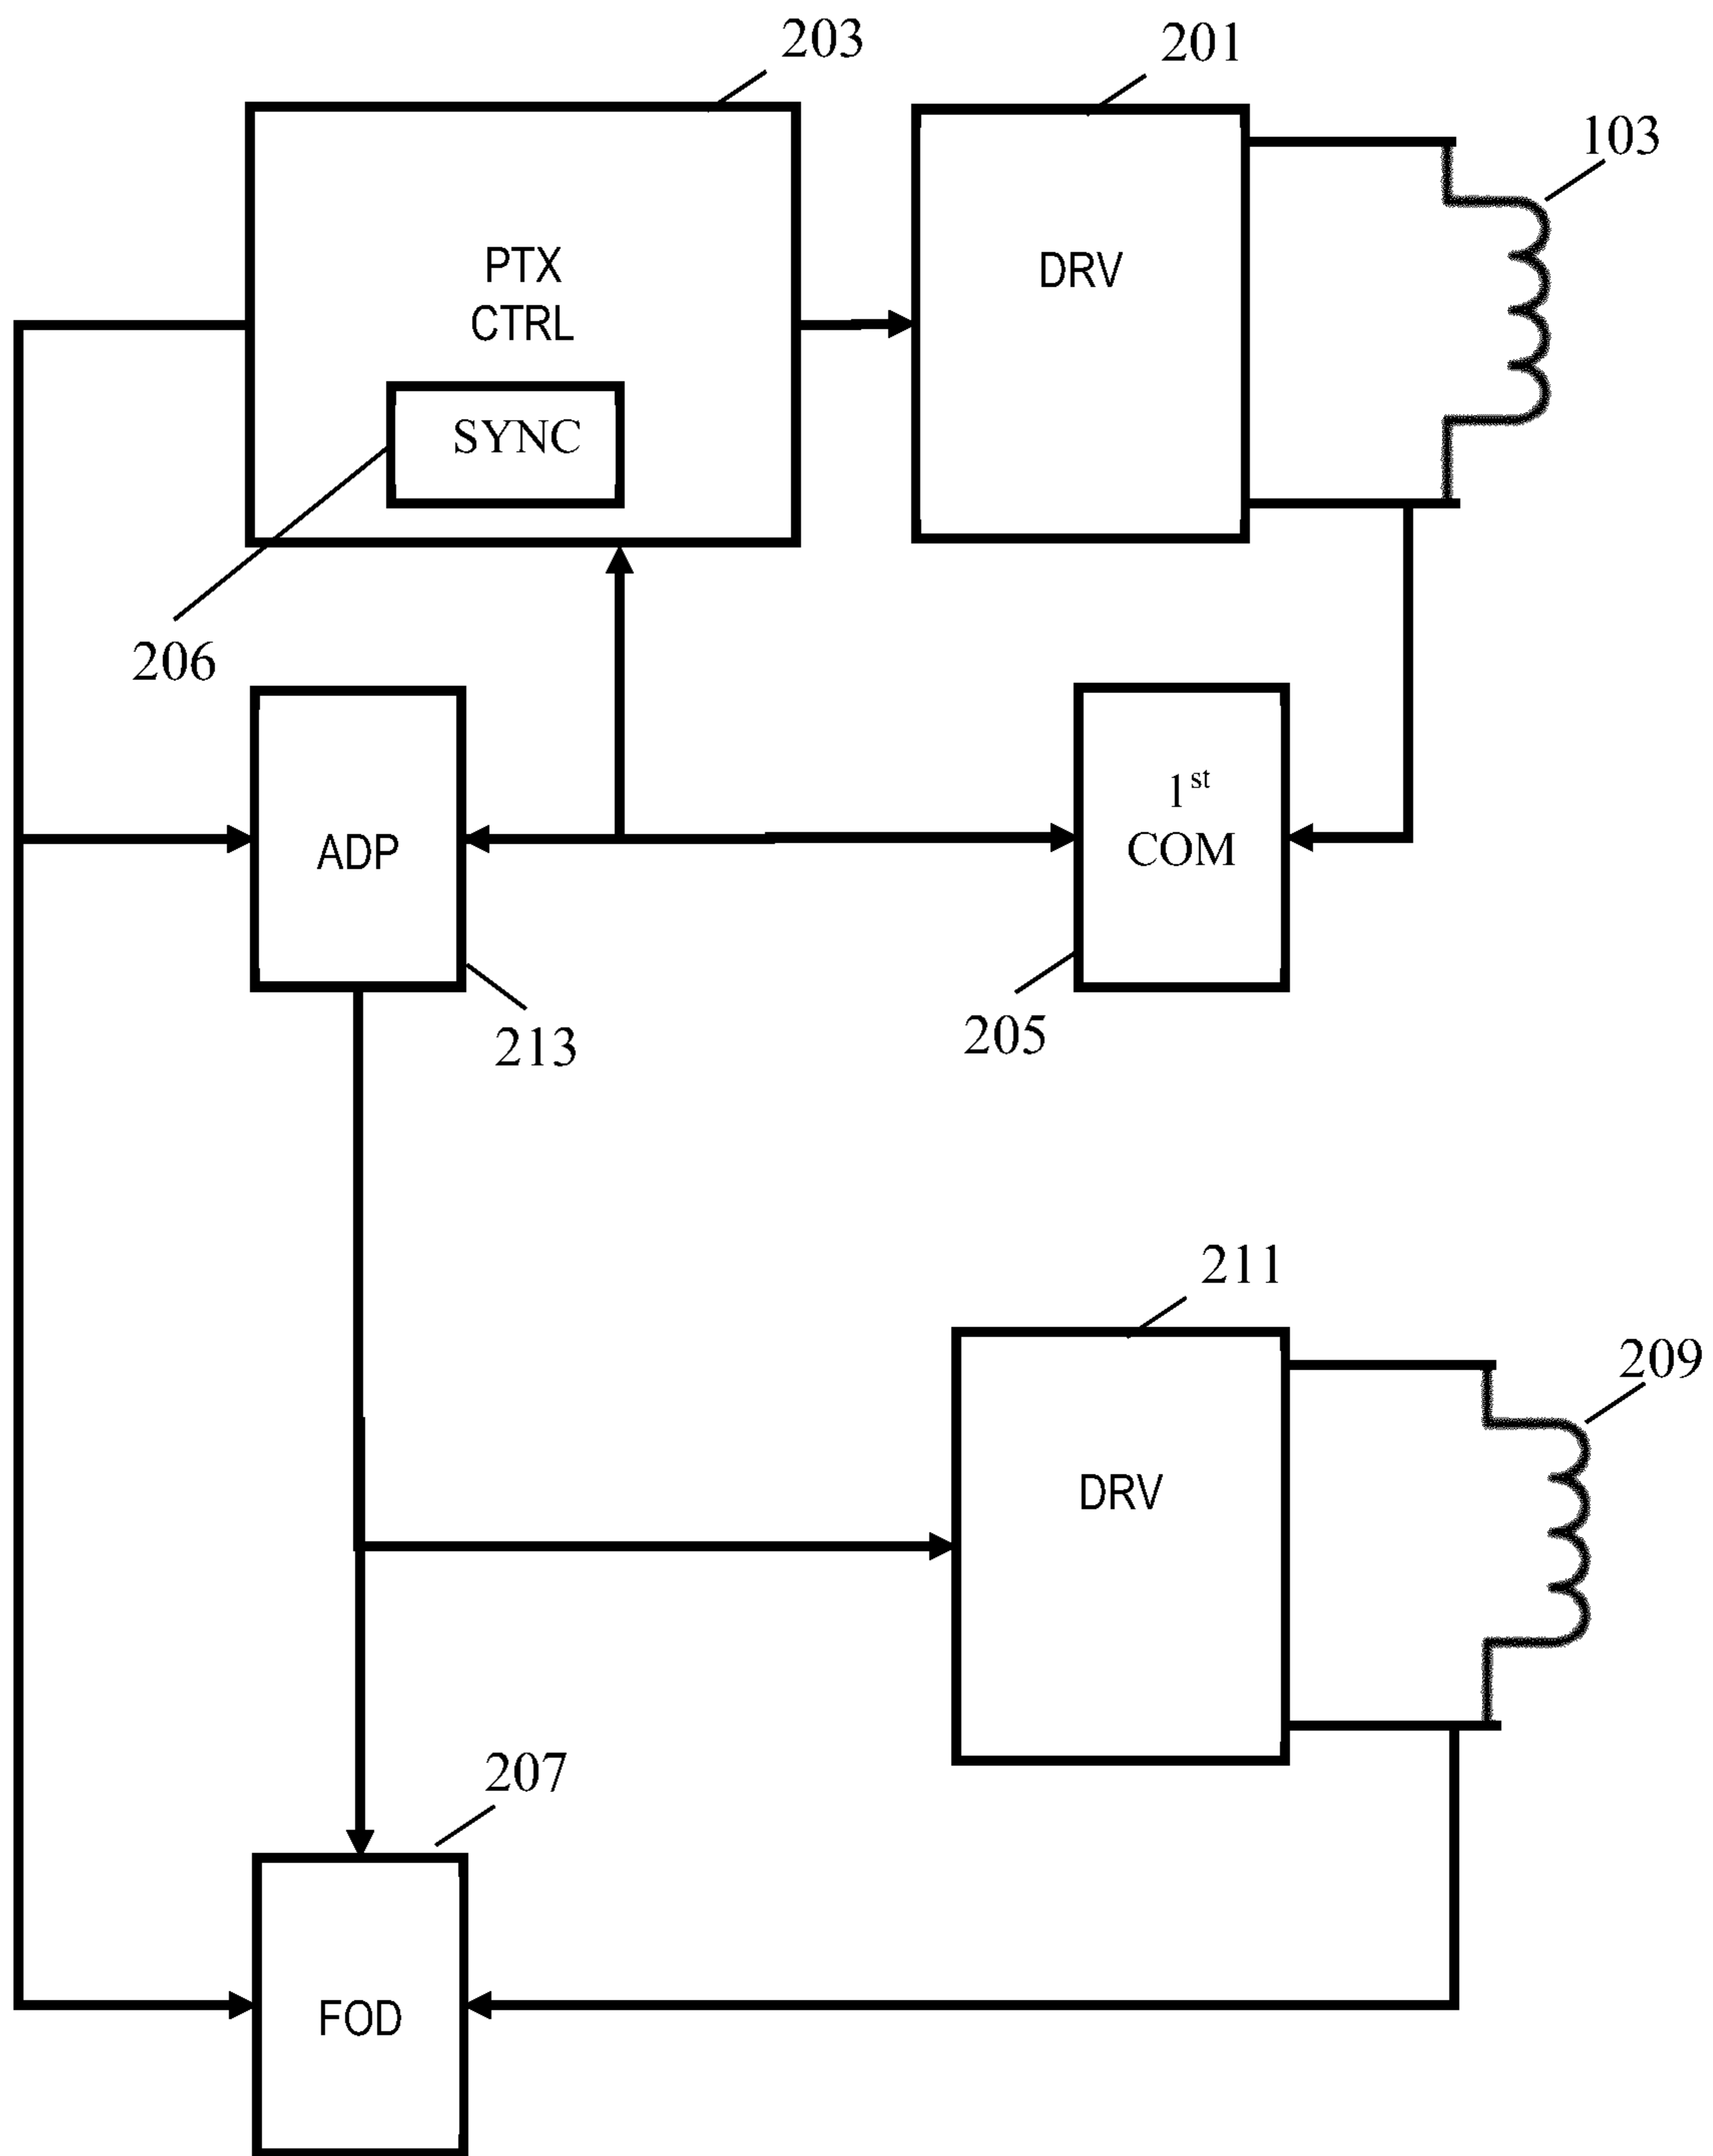 203
201
103
PTX
CTRL
DRV
SYNC
206
ADP
1st
COM
213
205
211
209
DRV
207
FOD